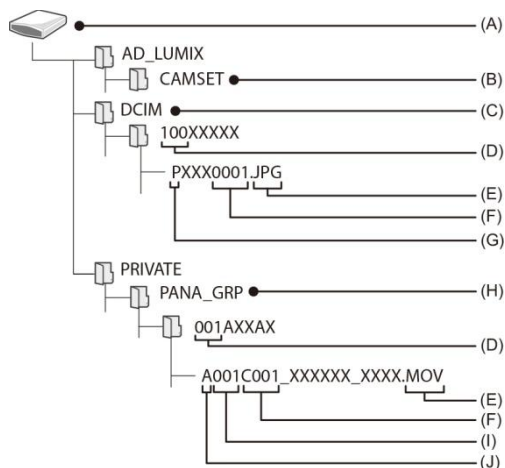 (A)
AD_LUMIX
CAMSET (B)
DCIM (C)
100XXXXX
(D)
PXXX0001.JPG
(E)
(F)
(G)
PRIVATE
PANA_GRP (H)
001AXXAX
(D)
A001C001_XXXXXX_XXXX.MOV
(E)
(F)
(I)
(J)